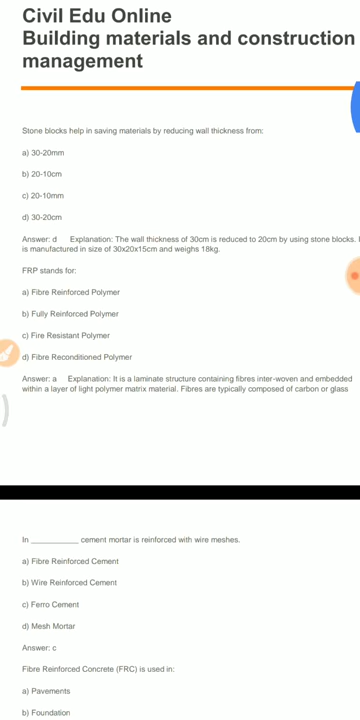 Civil Edu Online
Building materials and construction
management
Stone blocks help in saving materials by reducing wall thickness from:
a) 30-20mm
b) 20-10cm
c) 20-10mm
d) 30-20cm
Answer: d Explanation: The wall thickness of 30cm is reduced to 20cm by using stone blocks.
is manufactured in size of 30x20x15cm and weighs 18kg.
FRP stands for:
a) Fibre Reinforced Polymer
b) Fully Reinforced Polymer
c) Fire Resistant Polymer
d) Fibre Reconditioned Polymer
Answer: a Explanation: It is a laminate structure containing fibres inter-woven and embedded
within a layer of light polymer matrix material. Fibres are typically composed of carbon or glass
In ____________ cement mortar is reinforced with wire meshes.
a) Fibre Reinforced Cement
b) Wire Reinforced Cement
c) Ferro Cement
d) Mesh Mortar
Answer: c
Fibre Reinforced Concrete (FRC) is used in:
a) Pavements
b) Foundation